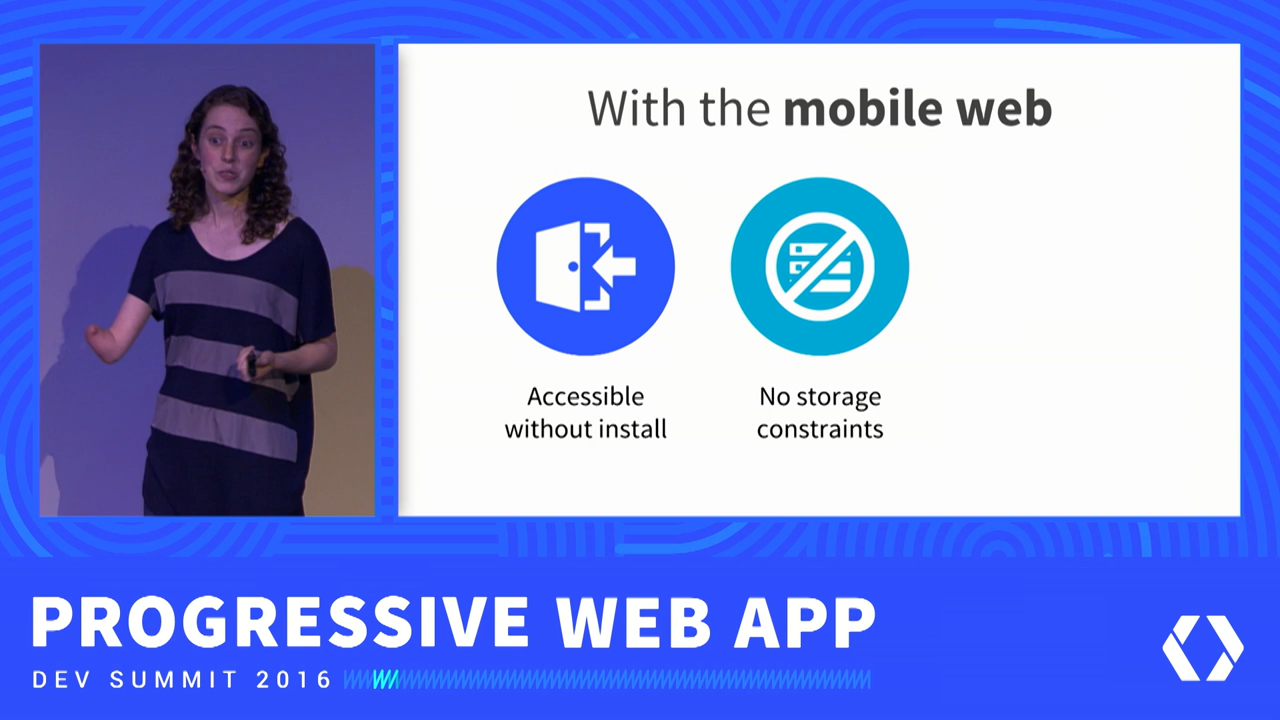 With the mobile web
Accessible
without install
No storage
constraints
PROGRESSIVE WEB APP
DEV SUMMIT 2016